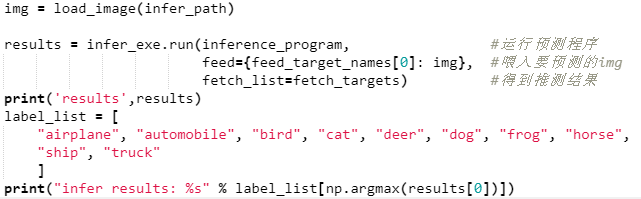 img = load_image(infer_path)
results = infer_exe.run(inference_program, #运行预测程序
feed={feed_target_names[0]: img}, #喂入要预测的img
fetch_list=fetch_targets) #得到推测结果
print('results',results)
label_list = [
"airplane", "automobile", "bird", "cat", "deer", "dog", "frog", "horse",
"ship", "truck"
]
print("infer results: %s" % label_list[np.argmax(results[0])])